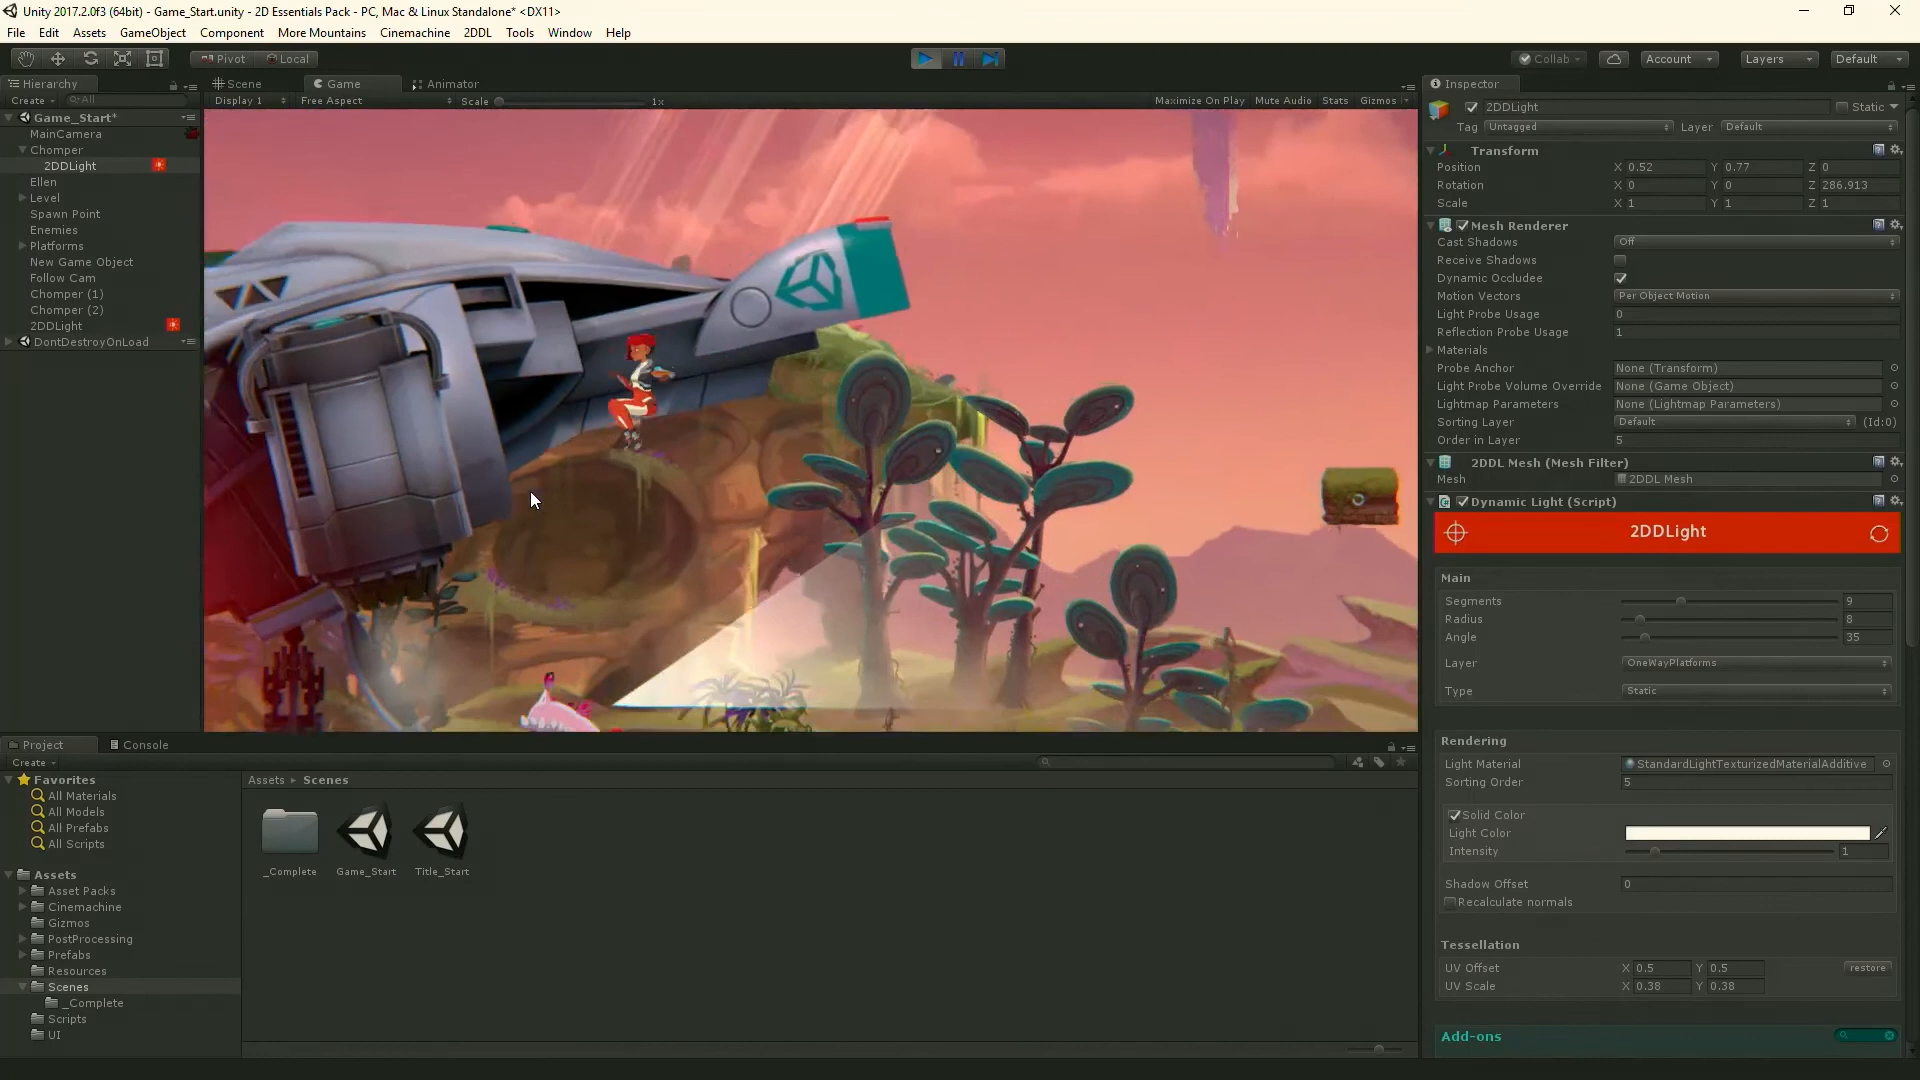 Unity 2017.2.0f3 (64bit) - Game_Start.unity - 2D Essentials Pack - PC, Mac & Linux Standalone* <DX11>
File Edit Assets GameObject Component More Mountains Cinemachine 2DDL Tools Window Help
Pivot Local Collab Account Layers Default
Hierarchy
Create All
Game_Start*
MainCamera
Chomper
2DDLight
Ellen
Level
Spawn Point
Enemies
Platforms
New Game Object
Follow Cam
Chomper (1)
Chomper (2)
2DDLight
DontDestroyOnLoad
Scene Game Animator
Display 1 Free Aspect Scale 1x Maximize On Play Mute Audio Stats Gizmos
Inspector
2DDLight Static
Tag Untagged Layer Default
Transform
Position X 0.52 Y 0.77 Z 0
Rotation X 0 Y 0 Z 286.913
Scale X 1 Y 1 Z 1
Mesh Renderer
Cast Shadows Off
Receive Shadows
Dynamic Occludee
Motion Vectors Per Object Motion
Light Probe Usage 0
Reflection Probe Usage 1
Materials
Probe Anchor None (Transform)
Light Probe Volume Override None (Game Object)
Lightmap Parameters None (Lightmap Parameters)
Sorting Layer Default (Id:0)
Order in Layer 5
2DDL Mesh (Mesh Filter)
Mesh 2DDL Mesh
Dynamic Light (Script)
2DDLight
Main
Segments 9
Radius 8
Angle 35
Layer OneWayPlatforms
Type Static
Rendering
Light Material StandardLightTexturizedMaterialAdditive
Sorting Order 5
Solid Color
Light Color
Intensity 1
Shadow Offset 0
Recalculate normals
Tessellation
UV Offset X 0.5 Y 0.5 restore
UV Scale X 0.38 Y 0.38
Add-ons
Project Console
Create
Favorites
All Materials
All Models
All Prefabs
All Scripts
Assets
Asset Packs
Cinemachine
Gizmos
PostProcessing
Prefabs
Resources
Scenes
_Complete
Scripts
UI
Assets Scenes
_Complete Game_Start Title_Start